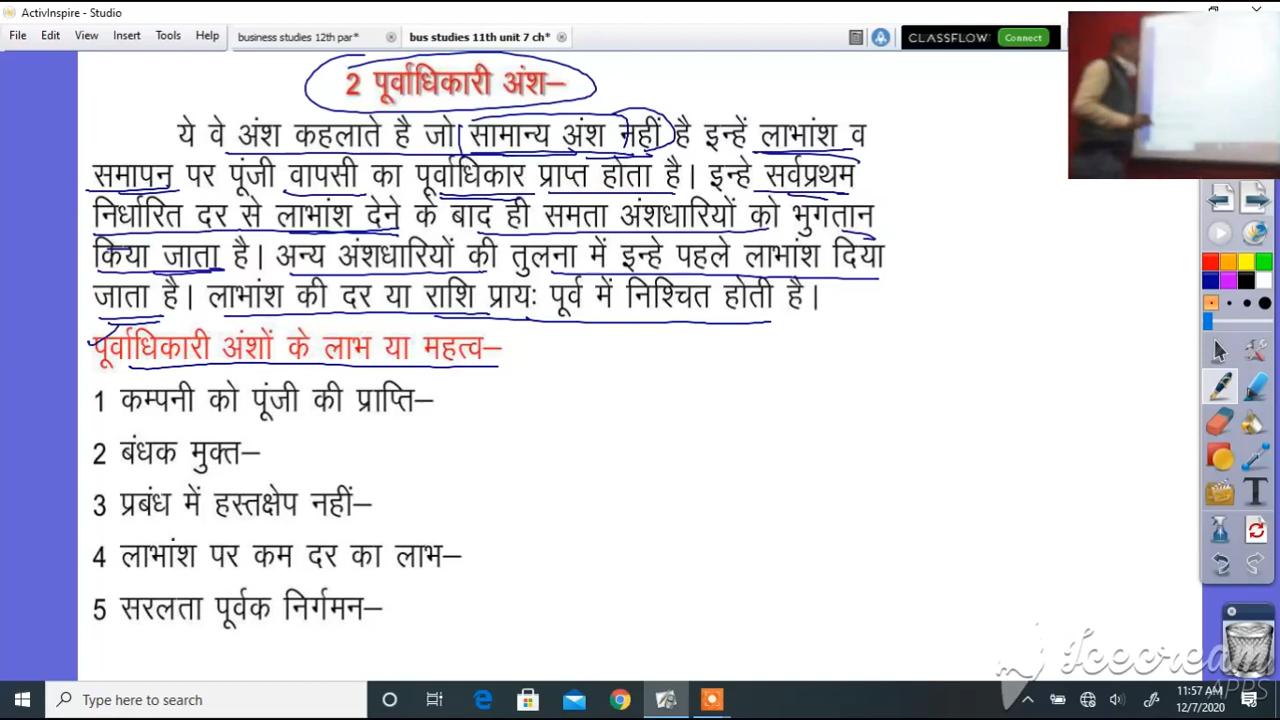 ActivInspire - Studio
File Edit View Insert Tools Help business studies 12th par* bus studies 11th unit 7 ch* CLASSFLOW Connect
2 पूर्वाधिकारी अंश–
ये वे अंश कहलाते है जो सामान्य अंश नहीं है इन्हें लाभांश व
समापन पर पूंजी वापसी का पूर्वाधिकार प्राप्त होता है। इन्हे सर्वप्रथम
निर्धारित दर से लाभांश देने के बाद ही समता अंशधारियों को भुगतान
किया जाता है। अन्य अंशधारियों की तुलना में इन्हे पहले लाभांश दिया
जाता है। लाभांश की दर या राशि प्रायः पूर्व में निश्चित होती है।
पूर्वाधिकारी अंशों के लाभ या महत्व–
1 कम्पनी को पूंजी की प्राप्ति–
2 बंधक मुक्त–
3 प्रबंध में हस्तक्षेप नहीं–
4 लाभांश पर कम दर का लाभ–
5 सरलता पूर्वक निर्गमन–
Icecream
APPS
Type here to search
11:57 AM
12/7/2020